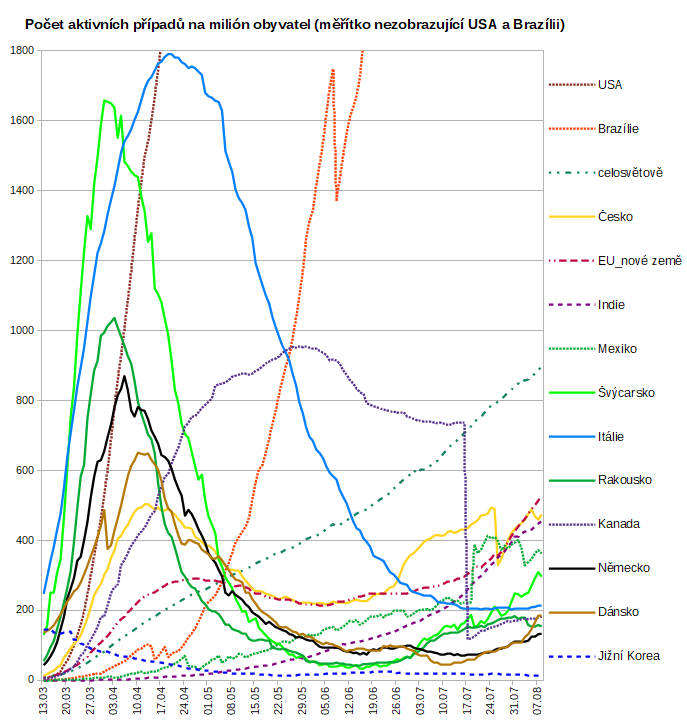 Počet aktivních případů na milión obyvatel (měřítko nezobrazující USA a Brazílii)
1800
1600
1400
1200
1000
800
600
400
200
0
USA
Brazílie
celosvětově
Česko
EU_nové země
Indie
Mexiko
Švýcarsko
Itálie
Rakousko
Kanada
Německo
Dánsko
Jižní Korea
13.03
20.03
27.03
03.04
10.04
17.04
24.04
01.05
08.05
15.05
22.05
29.05
05.06
12.06
19.06
26.06
03.07
10.07
17.07
24.07
31.07
07.08